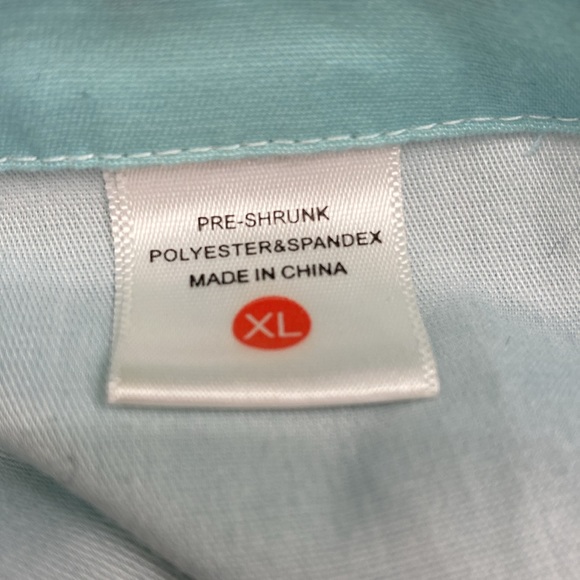 PRE-SHRUNK
POLYESTER&SPANDEX
MADE IN CHINA
XL